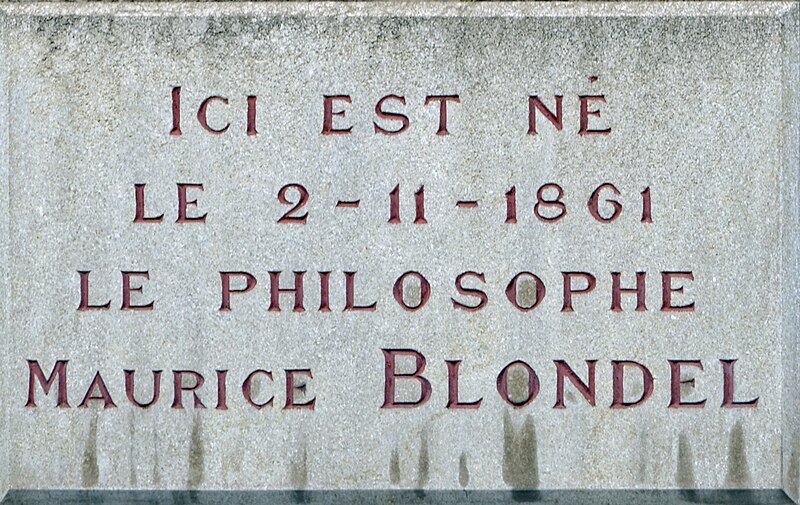 ICI EST NÉ
LE 2-11-1861
LE PHILOSOPHE
MAURICE BLONDEL